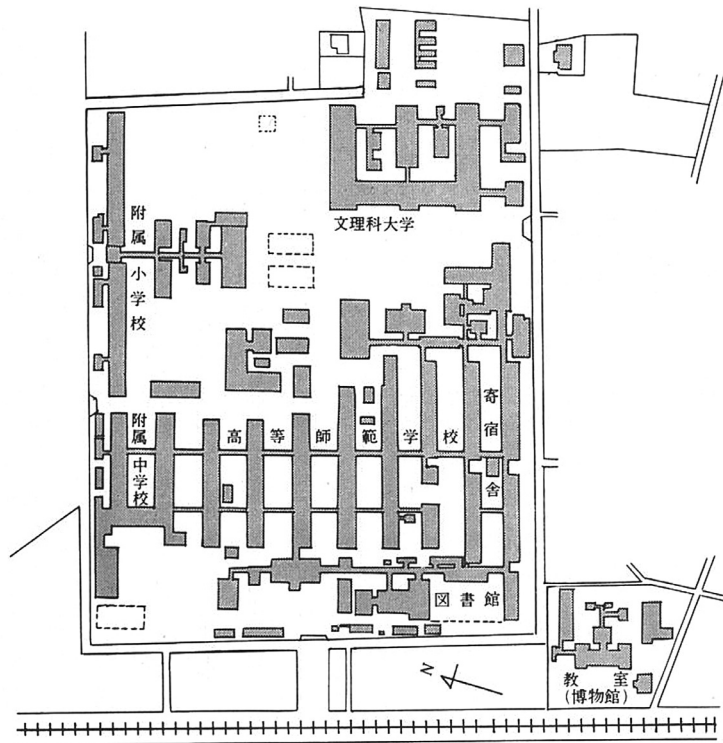 文理科大学
附属小学校
附属中学校
高等師範学校
寄宿舎
図書館
教室
(博物館)
N